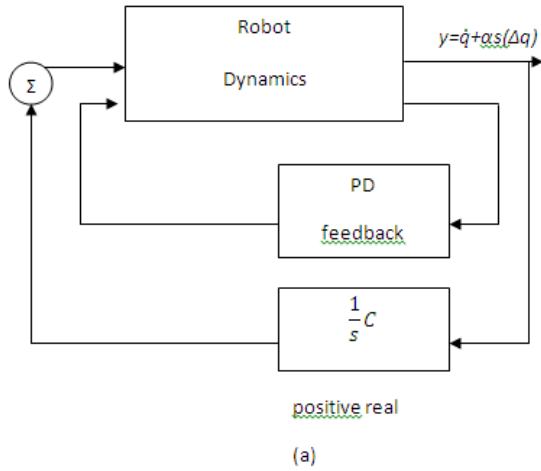 Robot
Dynamics
y=q̇+αs(Δq)
Σ
PD
feedback
1/s C
positive real
(a)